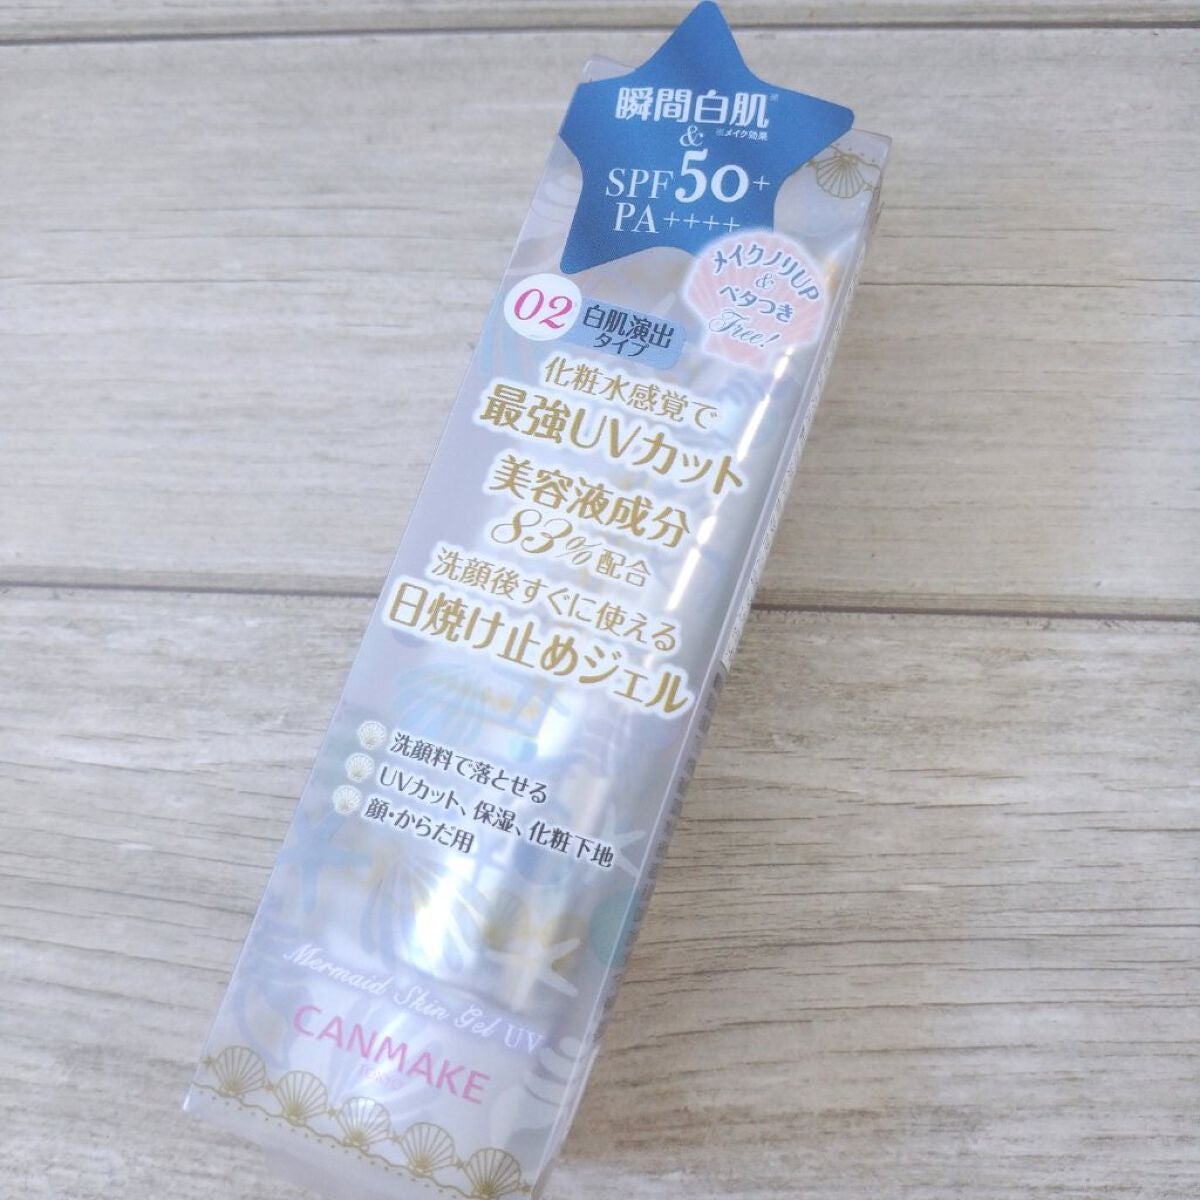 瞬間白肌※
※メイク効果
&
SPF50+
PA++++
メイクノリUP
&
ベタつき
Free!
02
白肌演出
タイプ
化粧水感覚で
最強UVカット
美容液成分
83%配合
洗顔後すぐに使える
日焼け止めジェル
洗顔料で落とせる
UVカット、保湿、化粧下地
顔・からだ用
Mermaid Skin Gel UV
CANMAKE
TOKYO